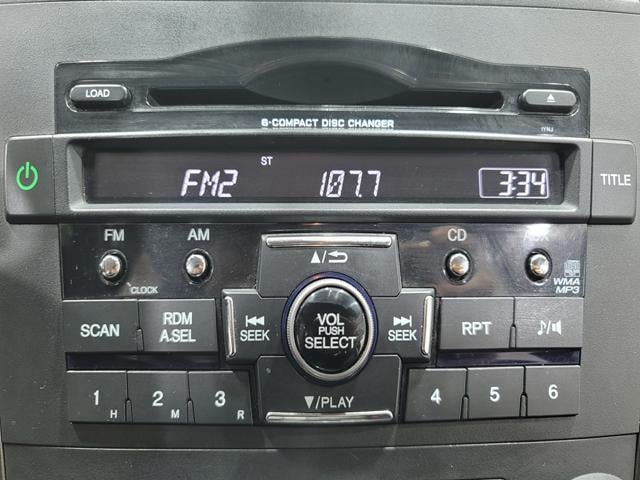 LOAD
6-COMPACT DISC CHANGER
ST
FM2 107.7 3:34
TITLE
FM AM CD
CLOCK
WMA
MP3
SCAN
RDM
A.SEL
SEEK
VOL
PUSH
SELECT
SEEK
RPT
/PLAY
1 H 2 M 3 R 4 5 6